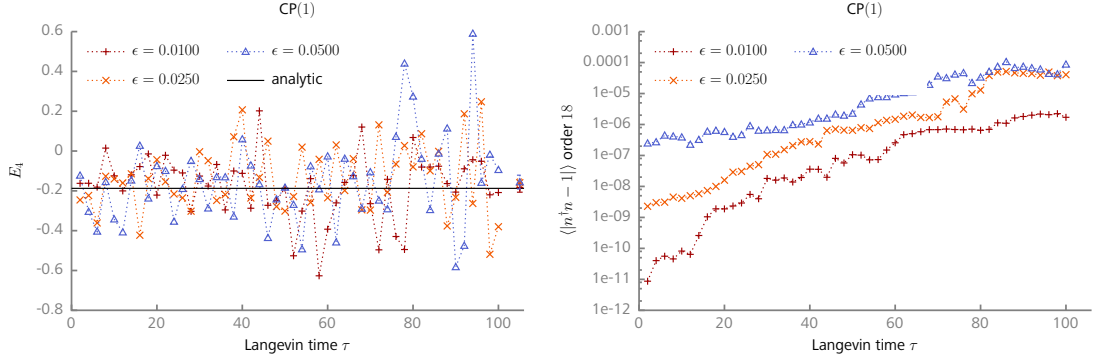 CP(1)
0.6
0.4
0.2
0
-0.2
-0.4
-0.6
-0.8
E₄
ϵ = 0.0100
ϵ = 0.0500
ϵ = 0.0250
analytic
0
20
40
60
80
100
Langevin time τ
CP(1)
0.001
0.0001
1e-05
1e-06
1e-07
1e-08
1e-09
1e-10
1e-11
1e-12
⟨|n†n − 1|⟩ order 18
ϵ = 0.0100
ϵ = 0.0500
ϵ = 0.0250
0
20
40
60
80
100
Langevin time τ